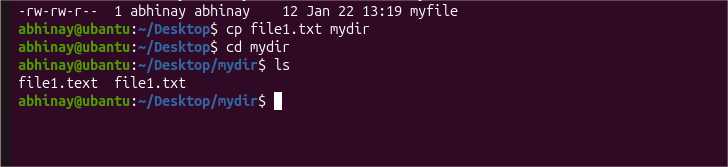 -rw-rw-r-- 1 abhinay abhinay 12 Jan 22 13:19 myfile
abhinay@ubantu:~/Desktop$ cp file1.txt mydir
abhinay@ubantu:~/Desktop$ cd mydir
abhinay@ubantu:~/Desktop/mydir$ ls
file1.text file1.txt
abhinay@ubantu:~/Desktop/mydir$